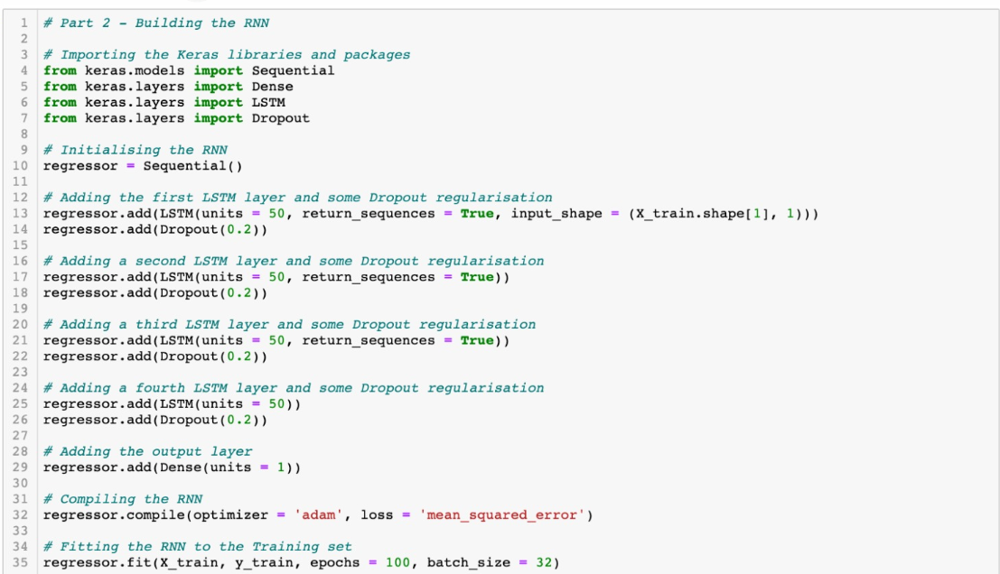 1 # Part 2 - Building the RNN
2
3 # Importing the Keras libraries and packages
4 from keras.models import Sequential
5 from keras.layers import Dense
6 from keras.layers import LSTM
7 from keras.layers import Dropout
8
9 # Initialising the RNN
10 regressor = Sequential()
11
12 # Adding the first LSTM layer and some Dropout regularisation
13 regressor.add(LSTM(units = 50, return_sequences = True, input_shape = (X_train.shape[1], 1)))
14 regressor.add(Dropout(0.2))
15
16 # Adding a second LSTM layer and some Dropout regularisation
17 regressor.add(LSTM(units = 50, return_sequences = True))
18 regressor.add(Dropout(0.2))
19
20 # Adding a third LSTM layer and some Dropout regularisation
21 regressor.add(LSTM(units = 50, return_sequences = True))
22 regressor.add(Dropout(0.2))
23
24 # Adding a fourth LSTM layer and some Dropout regularisation
25 regressor.add(LSTM(units = 50))
26 regressor.add(Dropout(0.2))
27
28 # Adding the output layer
29 regressor.add(Dense(units = 1))
30
31 # Compiling the RNN
32 regressor.compile(optimizer = 'adam', loss = 'mean_squared_error')
33
34 # Fitting the RNN to the Training set
35 regressor.fit(X_train, y_train, epochs = 100, batch_size = 32)